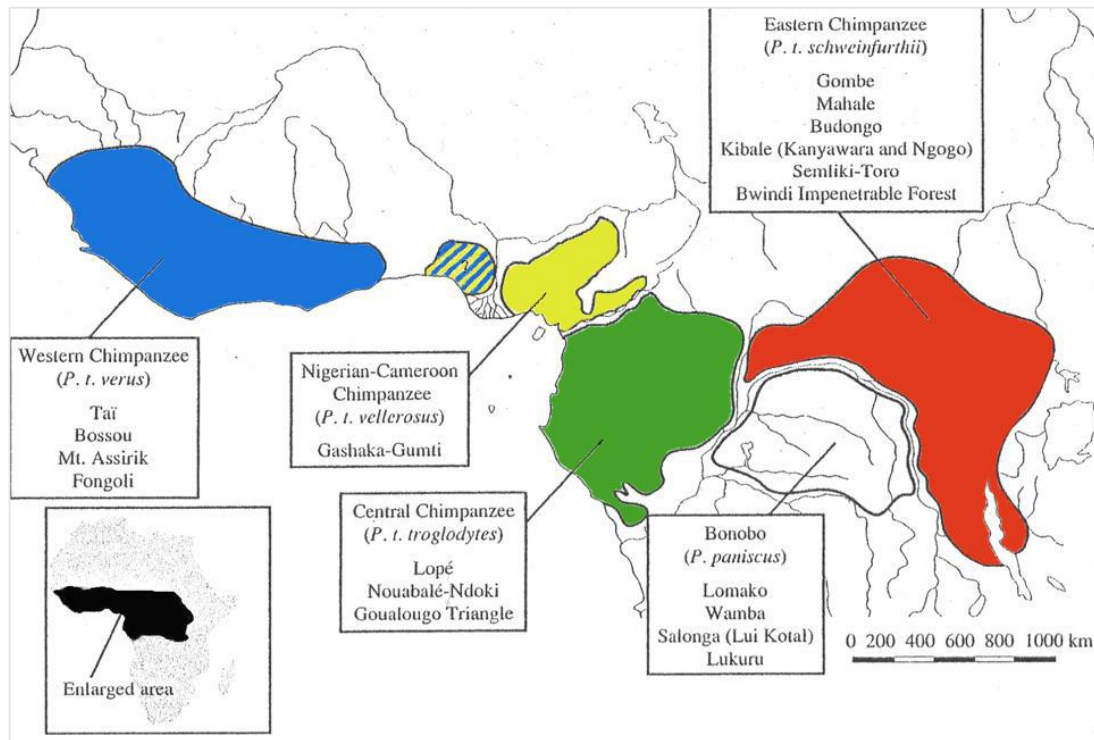 Eastern Chimpanzee
(P. t. schweinfurthii)
Gombe
Mahale
Budongo
Kibale (Kanyawara and Ngogo)
Semliki-Toro
Bwindi Impenetrable Forest
Western Chimpanzee
(P. t. verus)
Taï
Bossou
Mt. Assirik
Fongoli
Nigerian-Cameroon
Chimpanzee
(P. t. vellerosus)
Gashaka-Gumti
Central Chimpanzee
(P. t. troglodytes)
Lopé
Nouabalé-Ndoki
Goualougo Triangle
Bonobo
(P. paniscus)
Lomako
Wamba
Salonga (Lui Kotal)
Lukuru
0 200 400 600 800 1000 km
Enlarged area